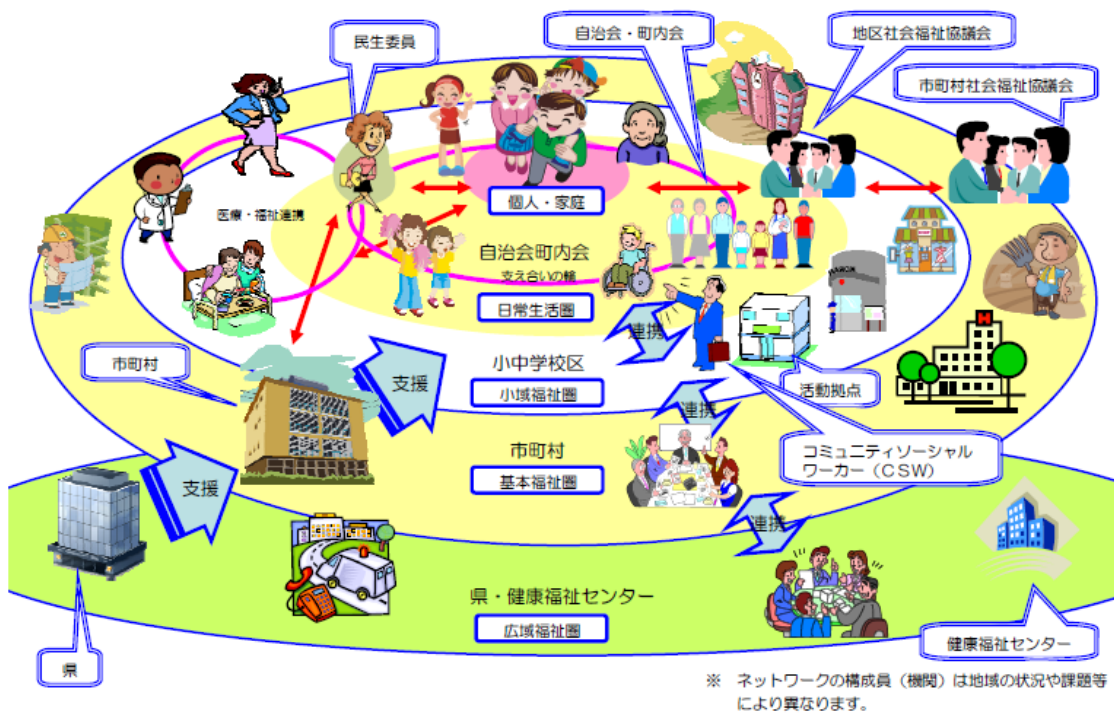 民生委員
自治会・町内会
地区社会福祉協議会
市町村社会福祉協議会
医療・福祉連携
個人・家庭
自治会町内会
支え合いの輪
日常生活圏
連携
市町村
支援
小中学校区
小域福祉圏
活動拠点
連携
コミュニティソーシャル
ワーカー(CSW)
市町村
基本福祉圏
支援
連携
県・健康福祉センター
広域福祉圏
県
健康福祉センター
H
※ ネットワークの構成員(機関)は地域の状況や課題等
により異なります。